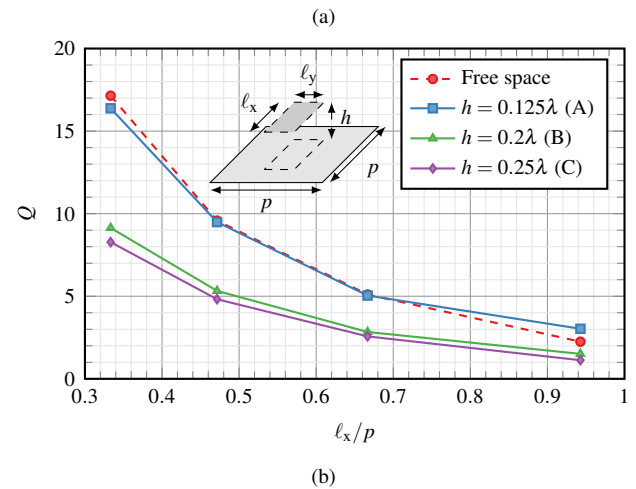 (a)
20
15
10
5
0
Q
ℓx
ℓy
h
p
p
Free space
h = 0.125λ (A)
h = 0.2λ (B)
h = 0.25λ (C)
0.3 0.4 0.5 0.6 0.7 0.8 0.9 1
ℓx/p
(b)